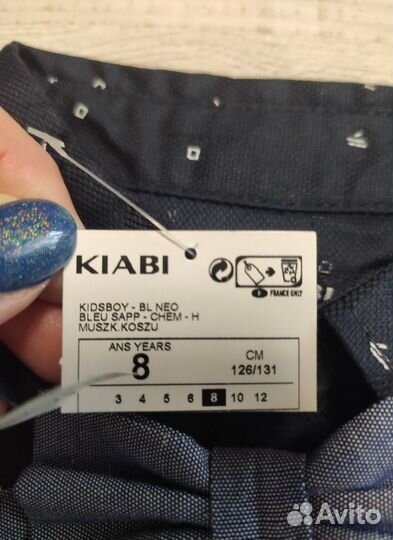 KIABI
FRANCE ONLY
KIDSBOY - BL NEO
BLEU SAPP - CHEM - H
MUSZK.KOSZU
ANS YEARS CM
8 126/131
3 4 5 6 8 10 12
Avito